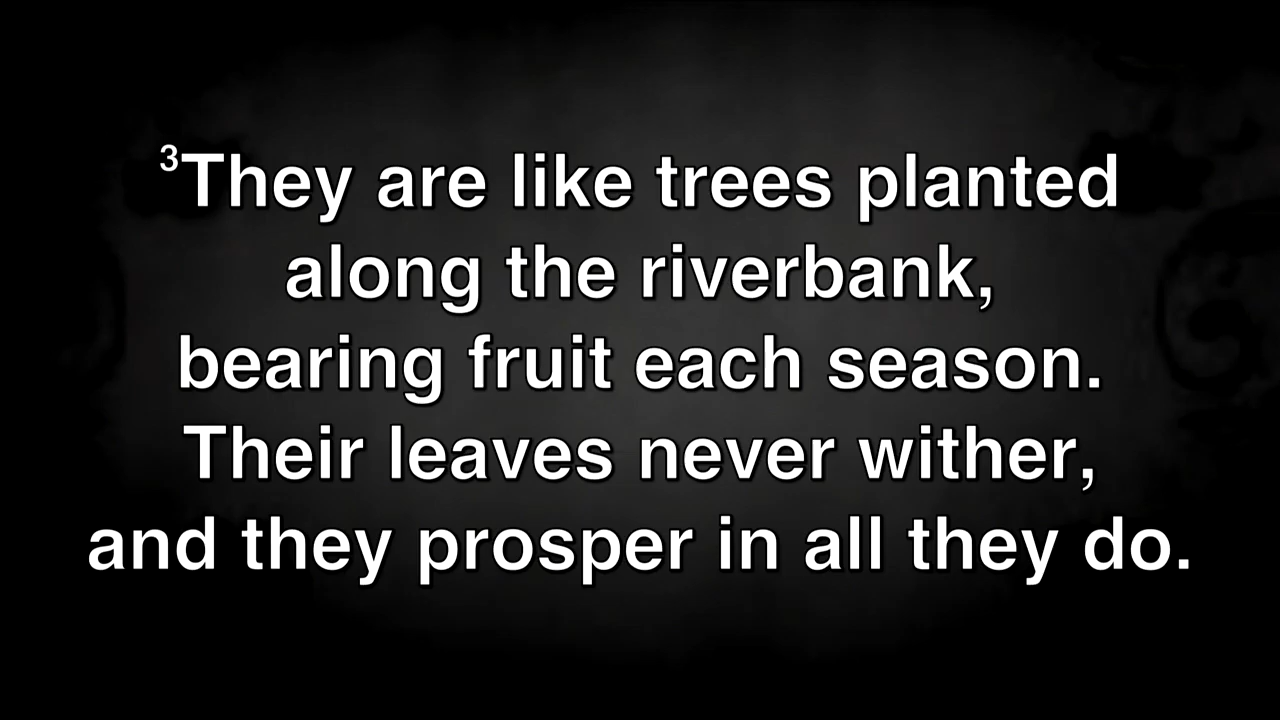 ³They are like trees planted
along the riverbank,
bearing fruit each season.
Their leaves never wither,
and they prosper in all they do.